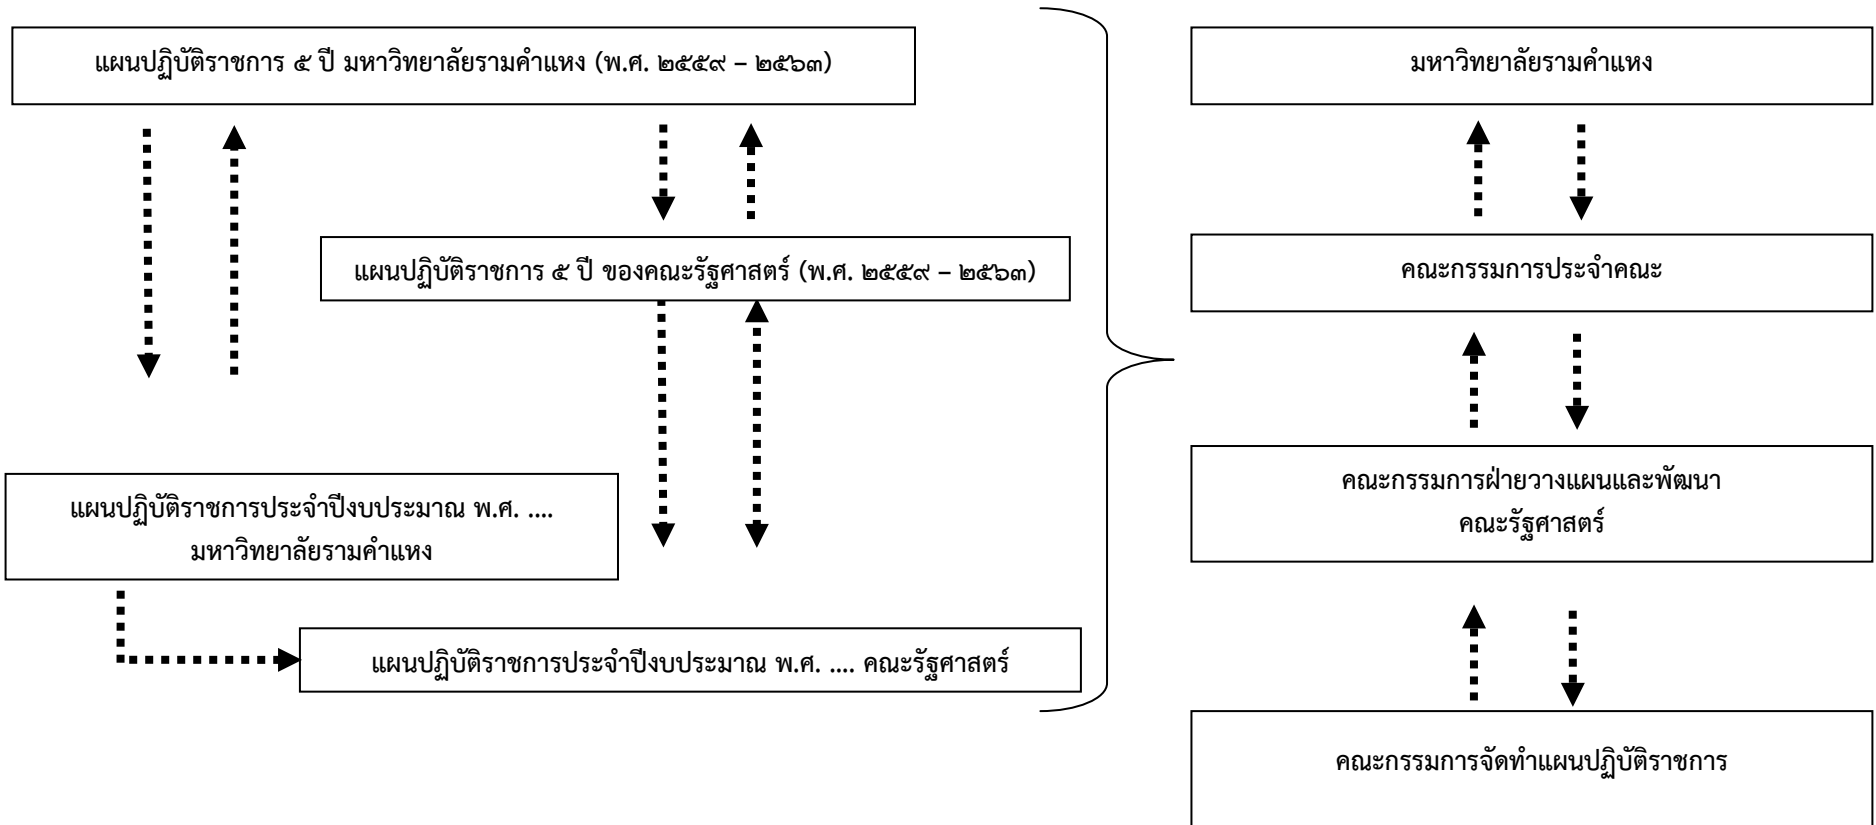 แผนปฏิบัติราชการ ๕ ปี มหาวิทยาลัยรามคำแหง (พ.ศ. ๒๕๕๙ – ๒๕๖๓)
แผนปฏิบัติราชการ ๕ ปี ของคณะรัฐศาสตร์ (พ.ศ. ๒๕๕๙ – ๒๕๖๓)
แผนปฏิบัติราชการประจำปีงบประมาณ พ.ศ. ....
มหาวิทยาลัยรามคำแหง
แผนปฏิบัติราชการประจำปีงบประมาณ พ.ศ. .... คณะรัฐศาสตร์
มหาวิทยาลัยรามคำแหง
คณะกรรมการประจำคณะ
คณะกรรมการฝ่ายวางแผนและพัฒนา
คณะรัฐศาสตร์
คณะกรรมการจัดทำแผนปฏิบัติราชการ